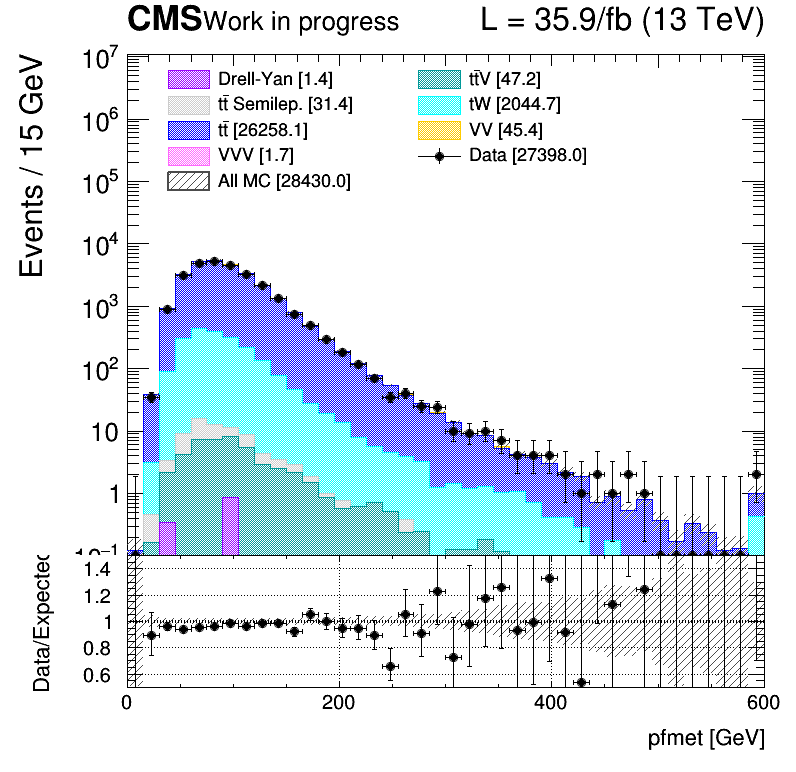 CMS Work in progress L = 35.9/fb (13 TeV)
Events / 15 GeV
10⁷
10⁶
10⁵
10⁴
10³
10²
10
1
10⁻¹
Drell-Yan [1.4]
tt̄ Semilep. [31.4]
tt̄ [26258.1]
VVV [1.7]
All MC [28430.0]
tt̄V [47.2]
tW [2044.7]
VV [45.4]
Data [27398.0]
Data/Expected
1.4
1.2
1
0.8
0.6
0 200 400 600
pfmet [GeV]